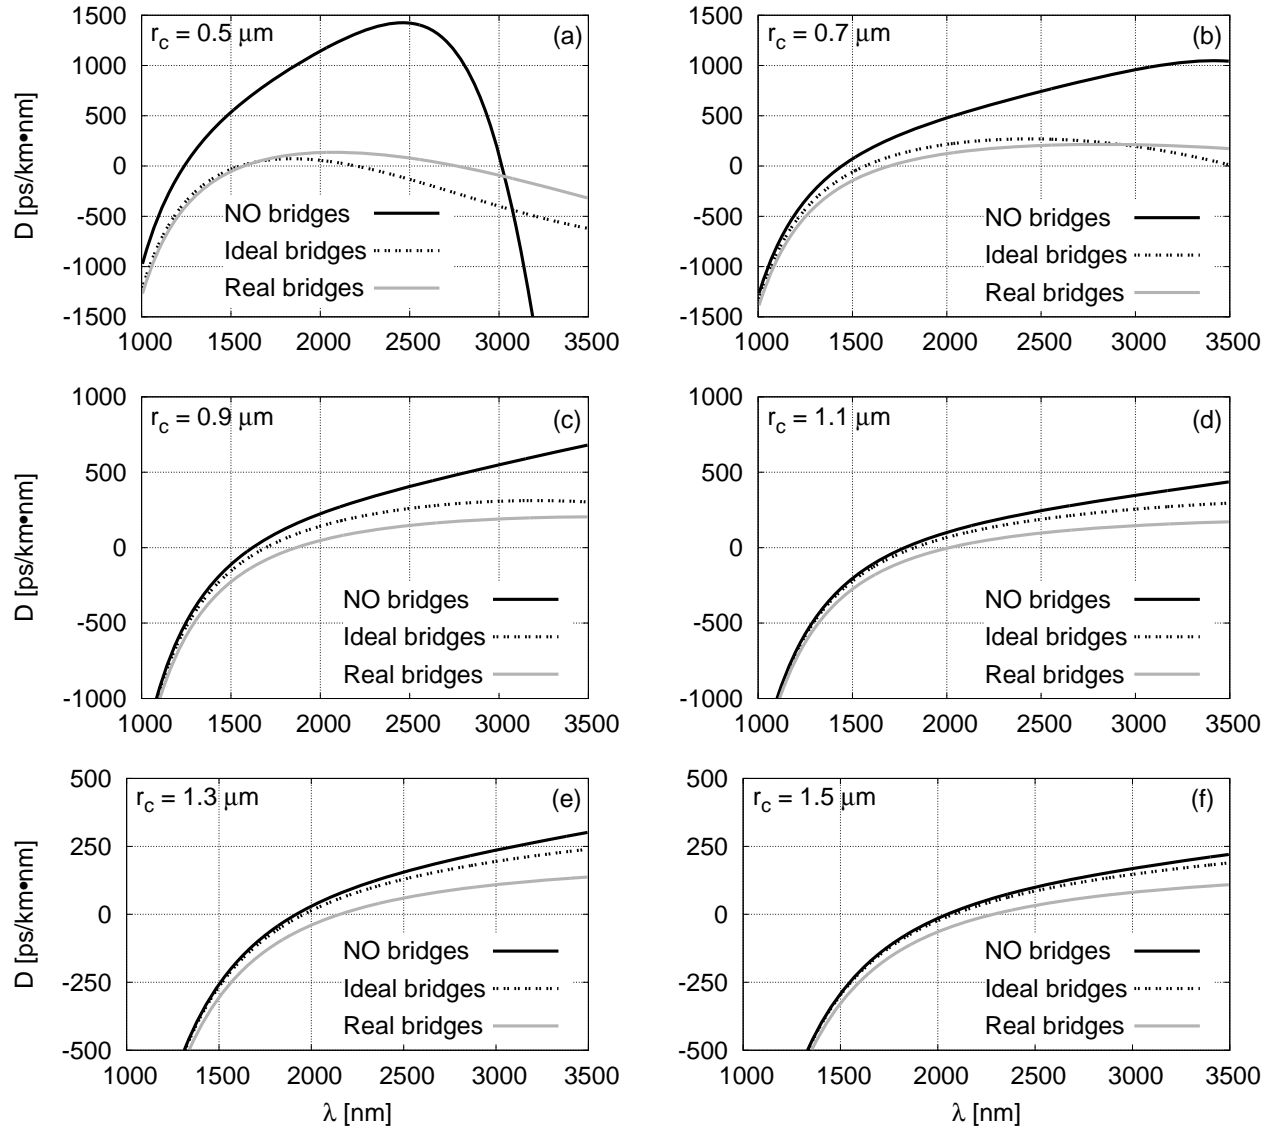 1500
1000
500
0
-500
-1000
-1500
D [ps/km•nm]
r_c = 0.5 μm
(a)
NO bridges
Ideal bridges
Real bridges
1000 1500 2000 2500 3000 3500
1500
1000
500
0
-500
-1000
-1500
r_c = 0.7 μm
(b)
NO bridges
Ideal bridges
Real bridges
1000 1500 2000 2500 3000 3500
1000
500
0
-500
-1000
D [ps/km•nm]
r_c = 0.9 μm
(c)
NO bridges
Ideal bridges
Real bridges
1000 1500 2000 2500 3000 3500
1000
500
0
-500
-1000
r_c = 1.1 μm
(d)
NO bridges
Ideal bridges
Real bridges
1000 1500 2000 2500 3000 3500
500
250
0
-250
-500
D [ps/km•nm]
r_c = 1.3 μm
(e)
NO bridges
Ideal bridges
Real bridges
1000 1500 2000 2500 3000 3500
λ [nm]
500
250
0
-250
-500
r_c = 1.5 μm
(f)
NO bridges
Ideal bridges
Real bridges
1000 1500 2000 2500 3000 3500
λ [nm]